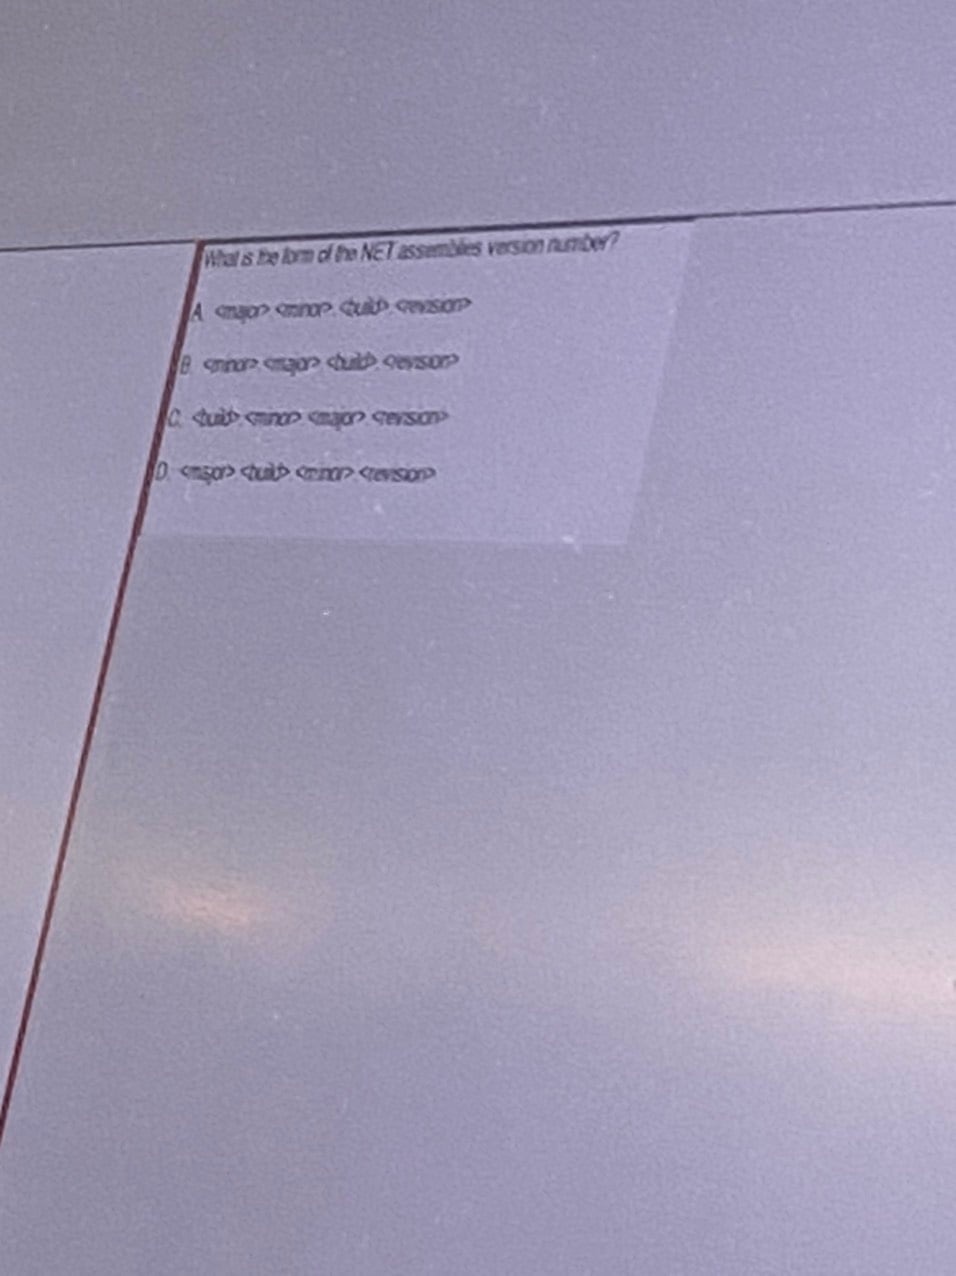 What is the form of the NET assemblies version number?
A. <major> <minor> <build> <revision>
B. <minor> <major> <build> <revision>
C. <build> <minor> <major> <revision>
D. <major> <build> <minor> <revision>